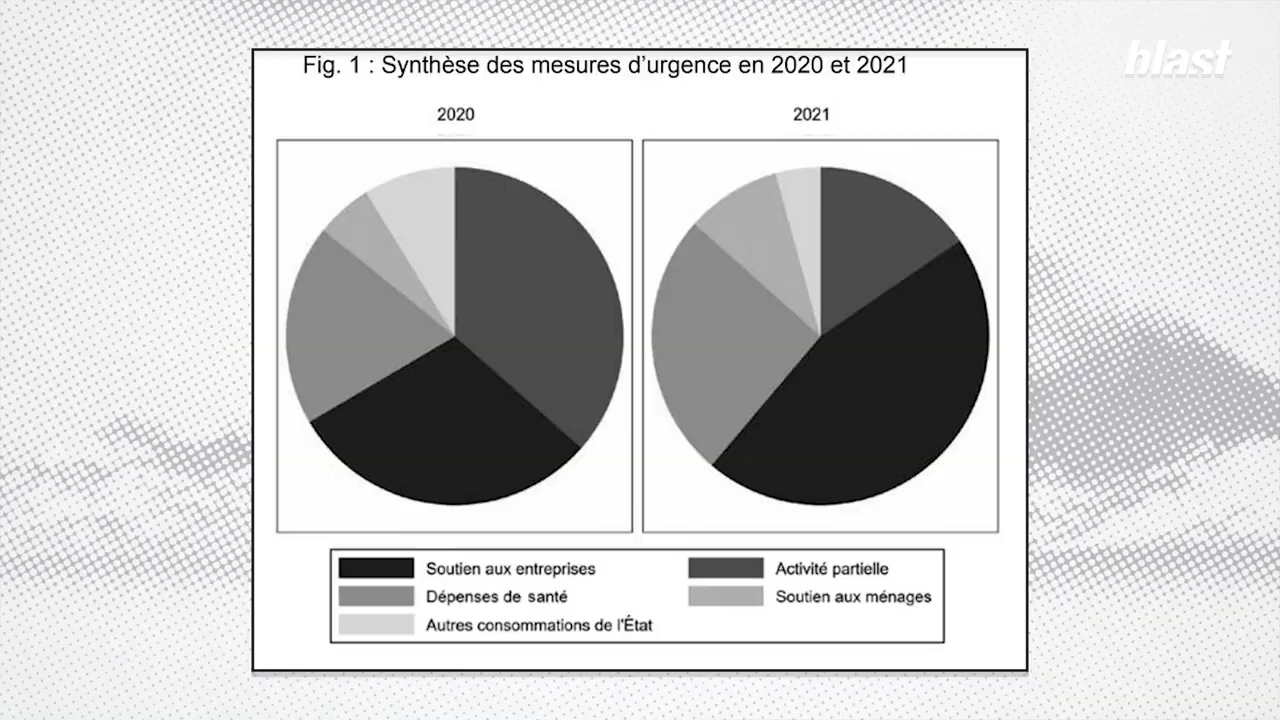 blast
Fig. 1 : Synthèse des mesures d’urgence en 2020 et 2021
2020
2021
Soutien aux entreprises
Activité partielle
Dépenses de santé
Soutien aux ménages
Autres consommations de l'État